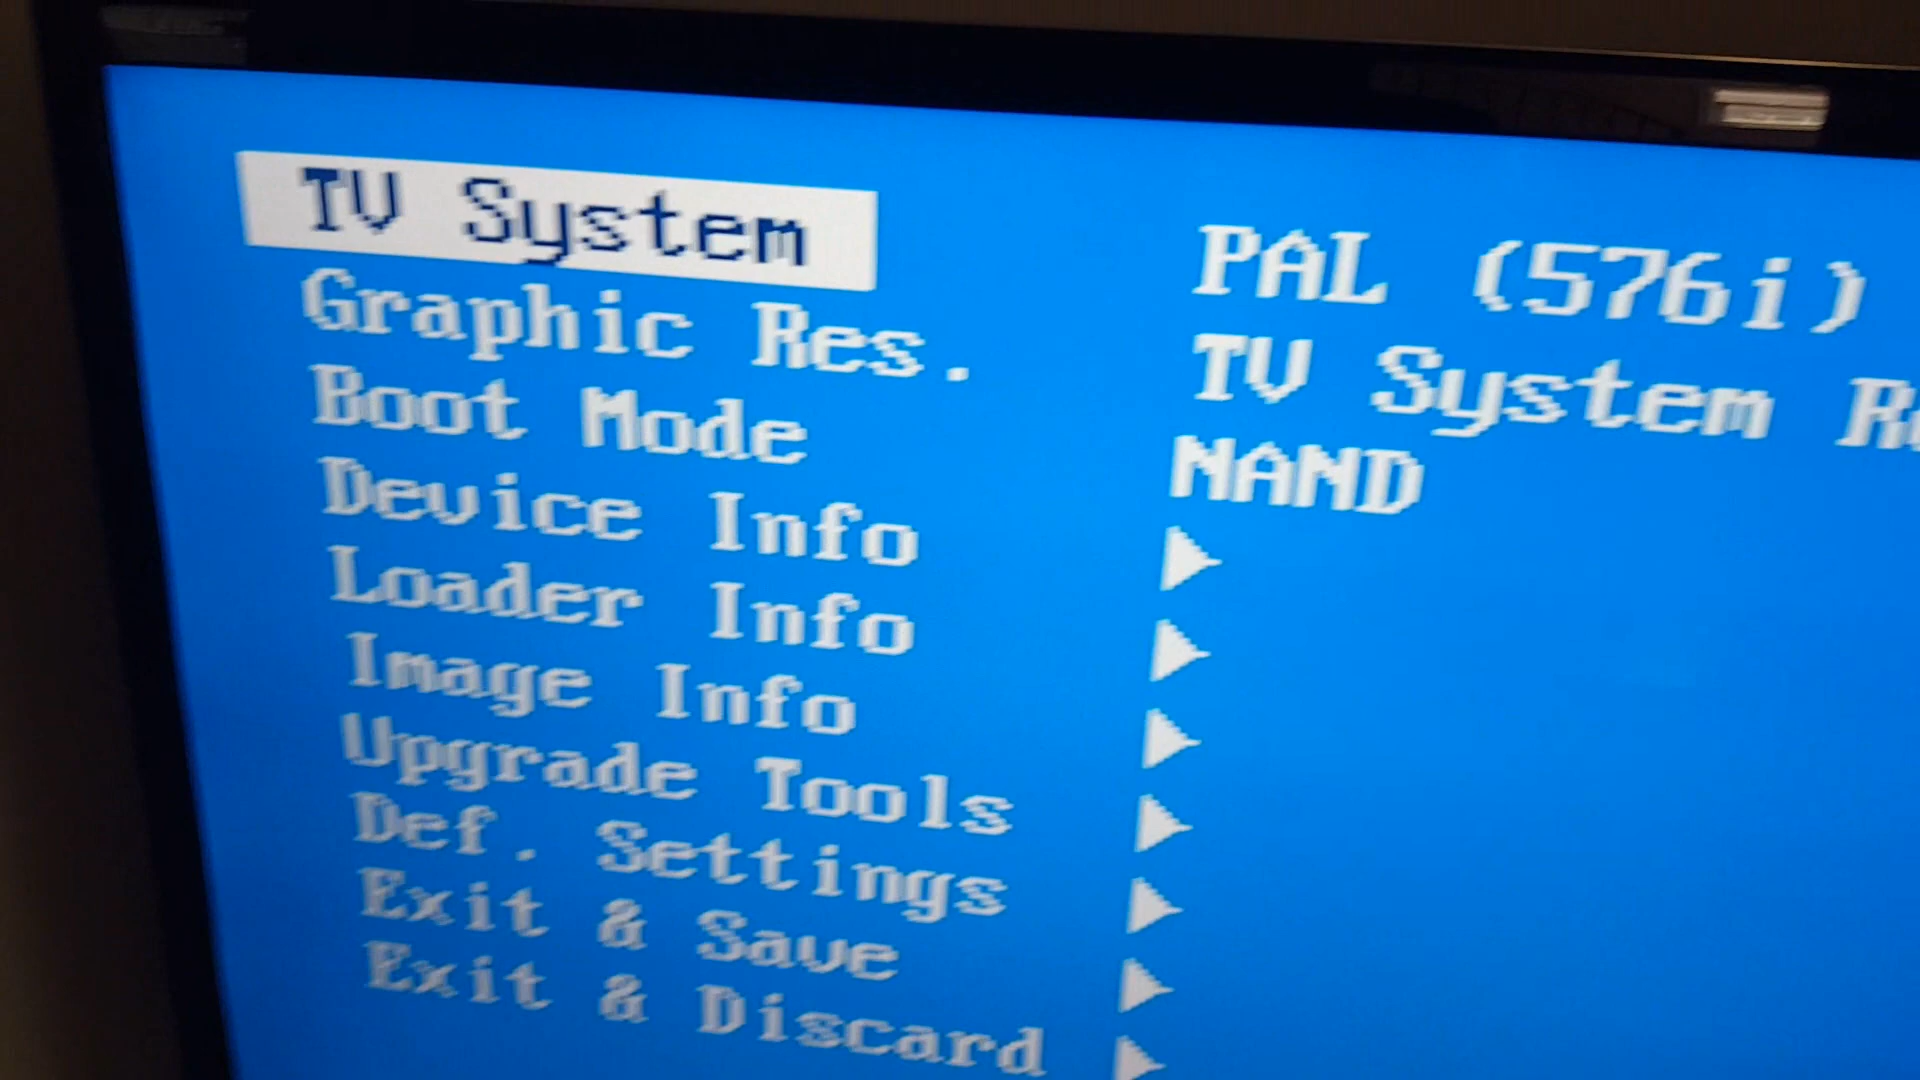 TV System PAL (576i)
Graphic Res. TV System
Boot Mode NAND
Device Info
Loader Info
Image Info
Upgrade Tools
Def. Settings
Exit & Save
Exit & Discard